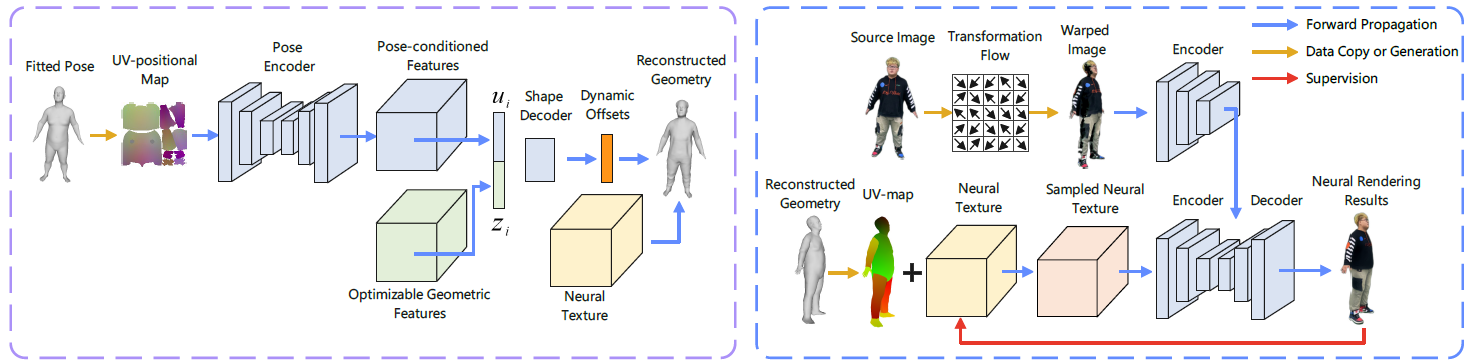 Fitted Pose
UV-positional
Map
Pose
Encoder
Pose-conditioned
Features
u i
z i
Shape
Decoder
Dynamic
Offsets
Reconstructed
Geometry
Optimizable Geometric
Features
Neural
Texture
Source Image
Transformation
Flow
Warped
Image
Encoder
Forward Propagation
Data Copy or Generation
Supervision
Reconstructed
Geometry
UV-map
+
Neural
Texture
Sampled Neural
Texture
Encoder
Decoder
Neural Rendering
Results